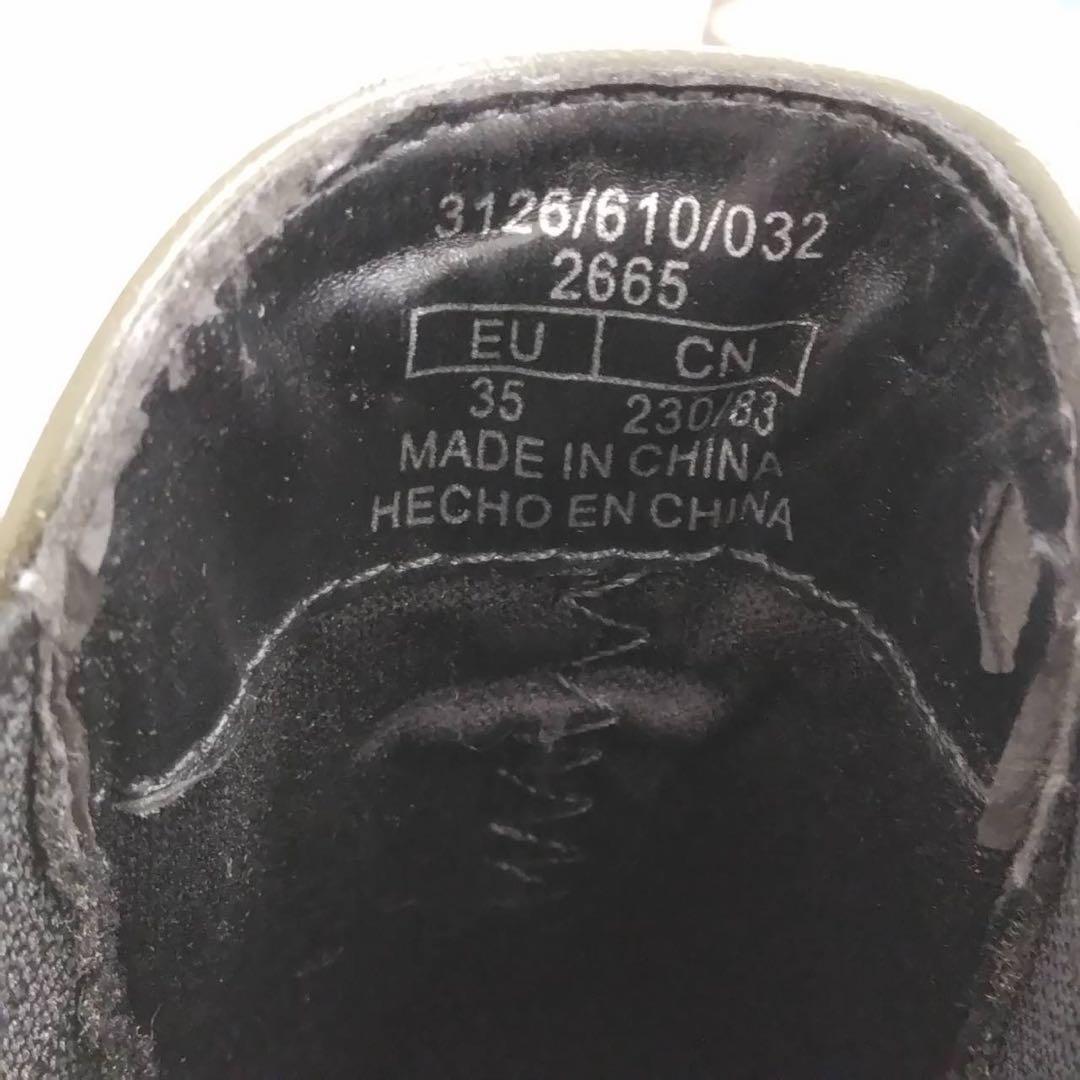 3126/610/032
2665
EU CN
35 230/83
MADE IN CHINA
HECHO EN CHINA